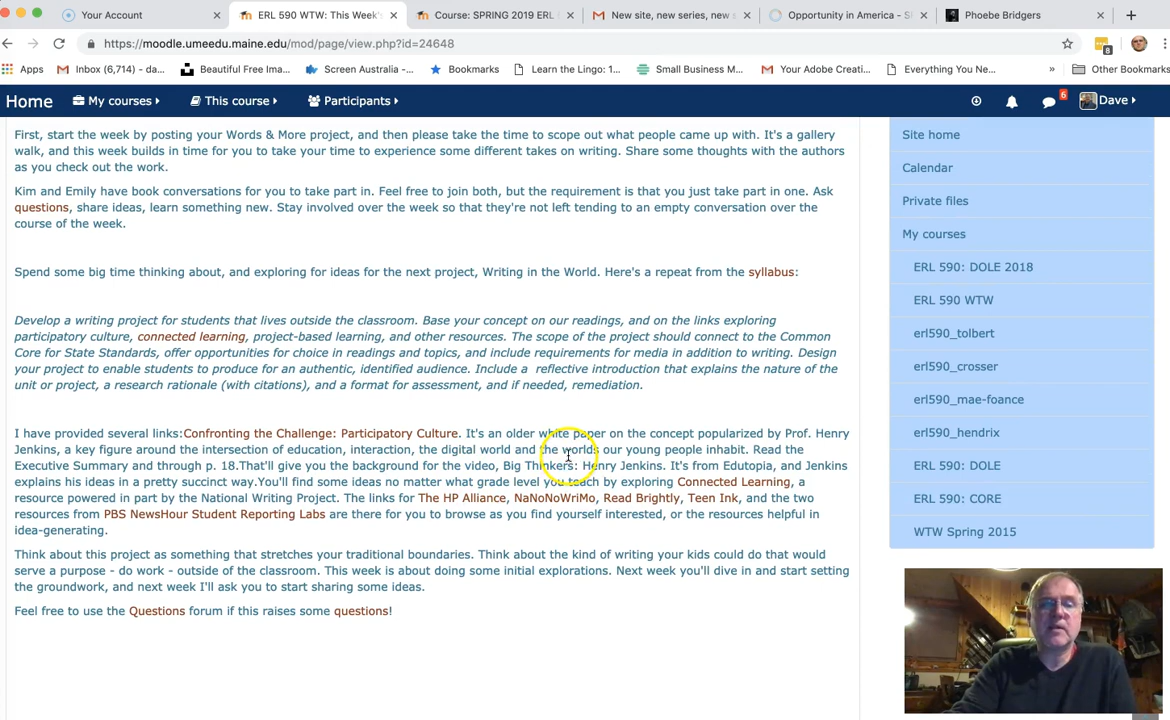 Your Account × ERL 590 WTW: This Week' × Course: SPRING 2019 ERL × New site, new series, new × Opportunity in America - × Phoebe Bridgers × +
https://moodle.umeedu.maine.edu/mod/page/view.php?id=24648
8
Apps Inbox (6,714) - da... Beautiful Free Ima... Screen Australia -... Bookmarks Learn the Lingo: 1... Small Business M... Your Adobe Creati... Everything You Ne... » Other Bookmarks
Home My courses This course Participants 6 Dave
First, start the week by posting your Words & More project, and then please take the time to scope out what people came up with. It's a gallery
walk, and this week builds in time for you to take your time to experience some different takes on writing. Share some thoughts with the authors
as you check out the work.
Kim and Emily have book conversations for you to take part in. Feel free to join both, but the requirement is that you just take part in one. Ask
questions, share ideas, learn something new. Stay involved over the week so that they're not left tending to an empty conversation over the
course of the week.
Spend some big time thinking about, and exploring for ideas for the next project, Writing in the World. Here's a repeat from the syllabus:
Develop a writing project for students that lives outside the classroom. Base your concept on our readings, and on the links exploring
participatory culture, connected learning, project-based learning, and other resources. The scope of the project should connect to the Common
Core for State Standards, offer opportunities for choice in readings and topics, and include requirements for media in addition to writing. Design
your project to enable students to produce for an authentic, identified audience. Include a reflective introduction that explains the nature of the
unit or project, a research rationale (with citations), and a format for assessment, and if needed, remediation.
I have provided several links:Confronting the Challenge: Participatory Culture. It's an older white paper on the concept popularized by Prof. Henry
Jenkins, a key figure around the intersection of education, interaction, the digital world and the worlds our young people inhabit. Read the
Executive Summary and through p. 18.That'll give you the background for the video, Big Thinkers: Henry Jenkins. It's from Edutopia, and Jenkins
explains his ideas in a pretty succinct way.You'll find some ideas no matter what grade level you teach by exploring Connected Learning, a
resource powered in part by the National Writing Project. The links for The HP Alliance, NaNoNoWriMo, Read Brightly, Teen Ink, and the two
resources from PBS NewsHour Student Reporting Labs are there for you to browse as you find yourself interested, or the resources helpful in
idea-generating.
Think about this project as something that stretches your traditional boundaries. Think about the kind of writing your kids could do that would
serve a purpose - do work - outside of the classroom. This week is about doing some initial explorations. Next week you'll dive in and start setting
the groundwork, and next week I'll ask you to start sharing some ideas.
Feel free to use the Questions forum if this raises some questions!
Site home
Calendar
Private files
My courses
ERL 590: DOLE 2018
ERL 590 WTW
erl590_tolbert
erl590_crosser
erl590_mae-foance
erl590_hendrix
ERL 590: DOLE
ERL 590: CORE
WTW Spring 2015